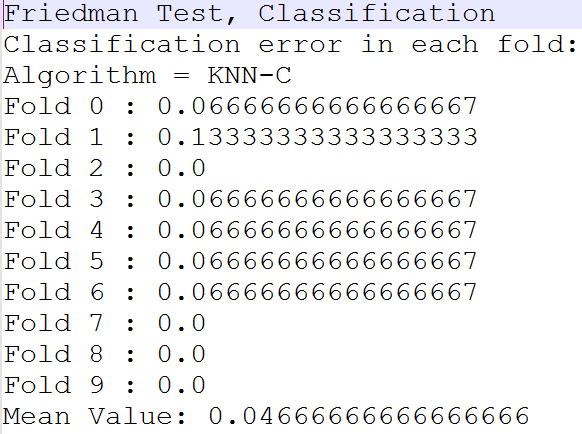 Friedman Test, Classification
Classification error in each fold:
Algorithm = KNN-C
Fold 0 : 0.06666666666666667
Fold 1 : 0.13333333333333333
Fold 2 : 0.0
Fold 3 : 0.06666666666666667
Fold 4 : 0.06666666666666667
Fold 5 : 0.06666666666666667
Fold 6 : 0.06666666666666667
Fold 7 : 0.0
Fold 8 : 0.0
Fold 9 : 0.0
Mean Value: 0.04666666666666666